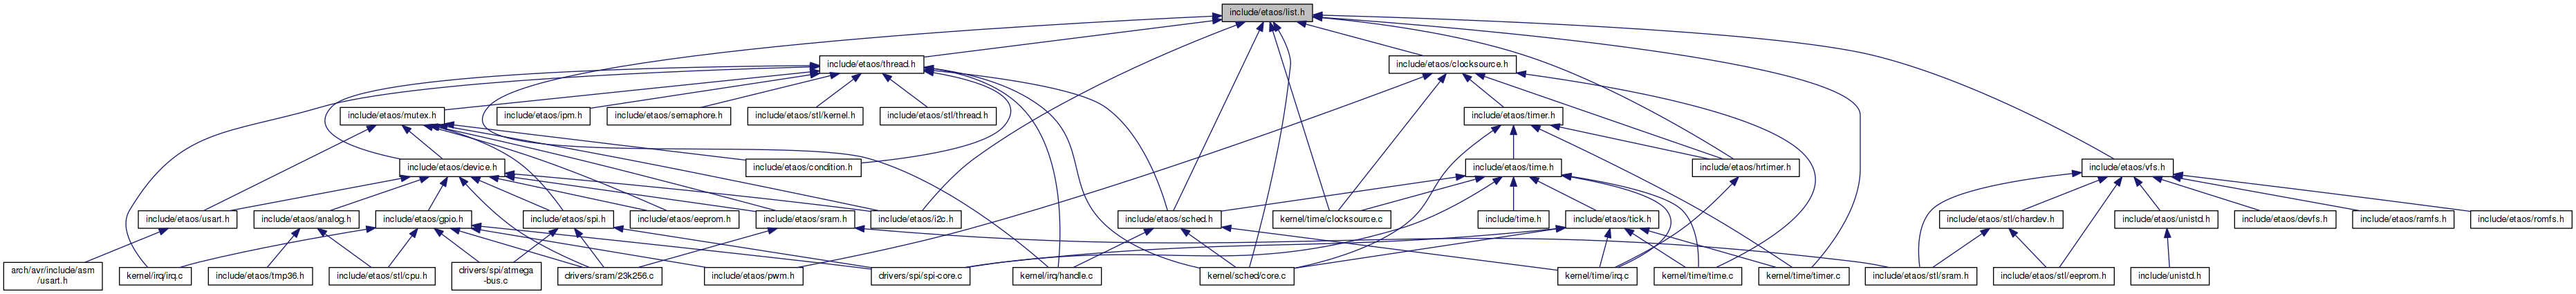 include/etaos/list.h
include/etaos/thread.h
include/etaos/clocksource.h
include/etaos/mutex.h
include/etaos/ipm.h
include/etaos/semaphore.h
include/etaos/stl/kernel.h
include/etaos/stl/thread.h
include/etaos/timer.h
include/etaos/device.h
include/etaos/condition.h
include/etaos/time.h
include/etaos/hrtimer.h
include/etaos/vfs.h
include/etaos/usart.h
include/etaos/analog.h
include/etaos/gpio.h
include/etaos/spi.h
include/etaos/eeprom.h
include/etaos/sram.h
include/etaos/i2c.h
include/etaos/sched.h
kernel/time/clocksource.c
include/time.h
include/etaos/tick.h
include/etaos/stl/chardev.h
include/etaos/unistd.h
include/etaos/devfs.h
include/etaos/ramfs.h
include/etaos/romfs.h
arch/avr/include/asm
/usart.h
kernel/irq/irq.c
include/etaos/tmp36.h
include/etaos/stl/cpu.h
drivers/spi/atmega
-bus.c
drivers/sram/23k256.c
include/etaos/pwm.h
drivers/spi/spi-core.c
kernel/irq/handle.c
kernel/sched/core.c
kernel/time/irq.c
kernel/time/time.c
kernel/time/timer.c
include/etaos/stl/sram.h
include/etaos/stl/eeprom.h
include/unistd.h